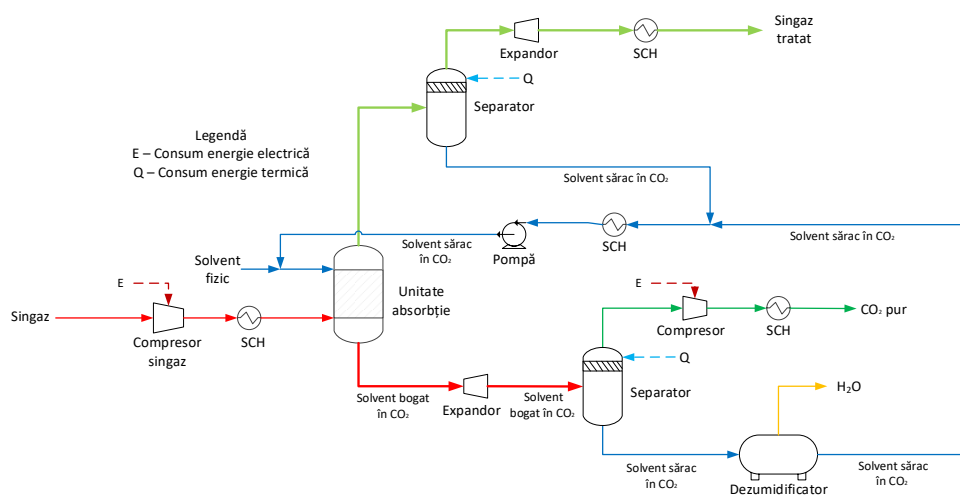 Singaz
tratat
Expandor
SCH
Q
Separator
Legendă
E – Consum energie electrică
Q – Consum energie termică
Solvent sărac în CO₂
Solvent sărac
în CO₂
Pompă
SCH
Solvent sărac în CO₂
Solvent
fizic
Unitate
absorbție
E
Singaz
Compresor
singaz
SCH
E
Compresor
SCH
CO₂ pur
Q
Separator
Solvent bogat
în CO₂
Expandor
Solvent
bogat în CO₂
H₂O
Solvent sărac
în CO₂
Dezumidificator
Solvent sărac
în CO₂